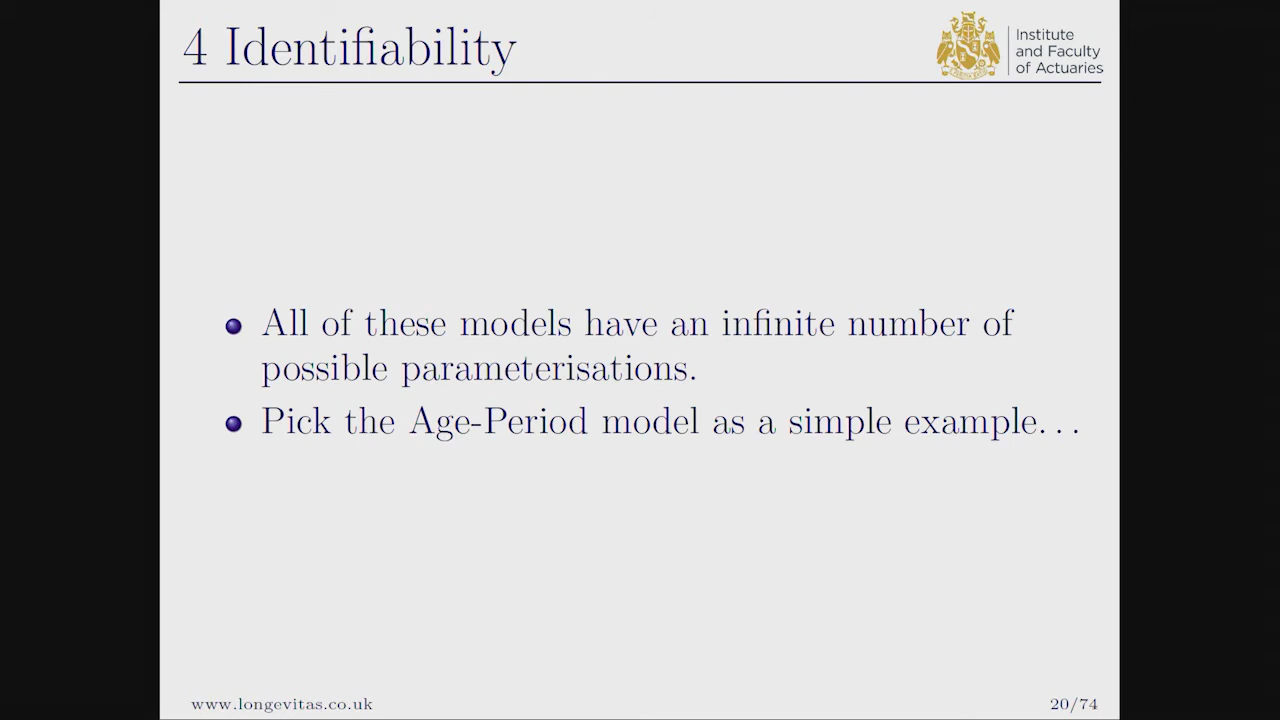 4 Identifiability
Institute
and Faculty
of Actuaries
All of these models have an infinite number of
possible parameterisations.
Pick the Age-Period model as a simple example...
www.longevitas.co.uk
20/74